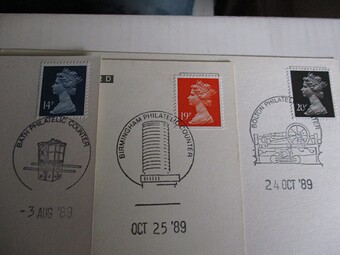 14P
BATH PHILATELIC COUNTER
-3 AUG '89
D
19P
BIRMINGHAM PHILATELIC COUNTER
OCT 25 '89
20P
BOLTON PHILATELIC COUNTER
24 OCT '89